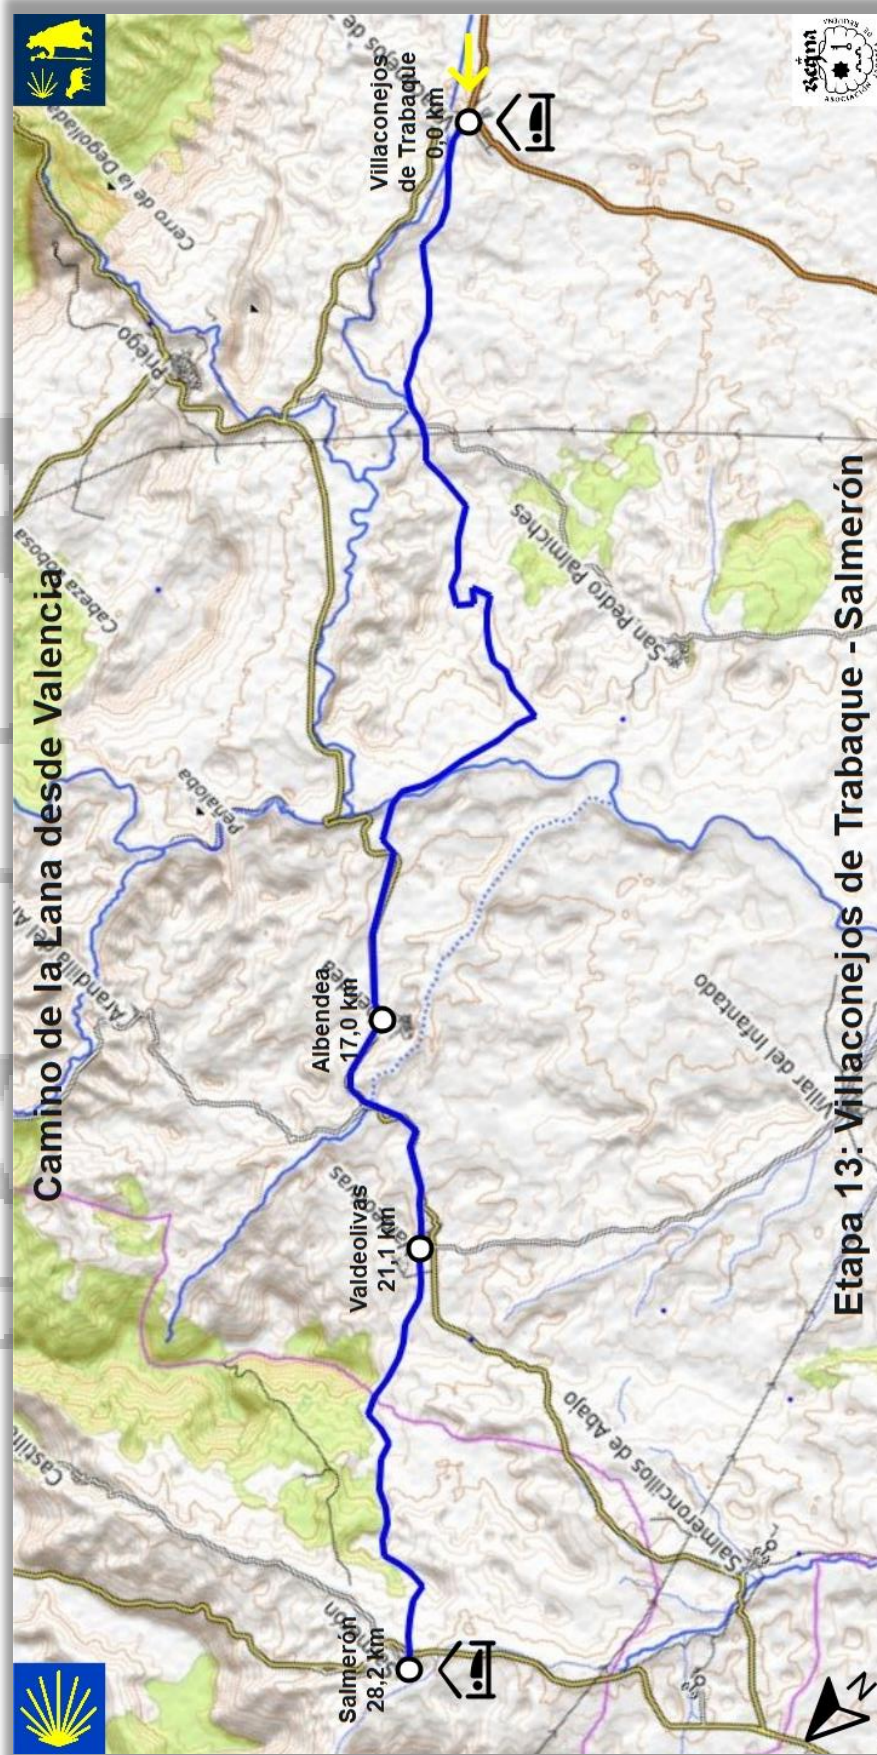 Camino de la Lana desde Valencia
Villaconejos
de Trabaque
0,0 km
Albendea
17,0 km
Valdeolivas
21,1 km
Salmerón
28,2 km
Cerro de la Degollada
Priego
Cabeza
Peñaloba
San Pedro Palmiches
Villar del Infantado
Salmeroncillos de Abajo
N
Reqna
Etapa 13: Villaconejos de Trabaque - Salmerón